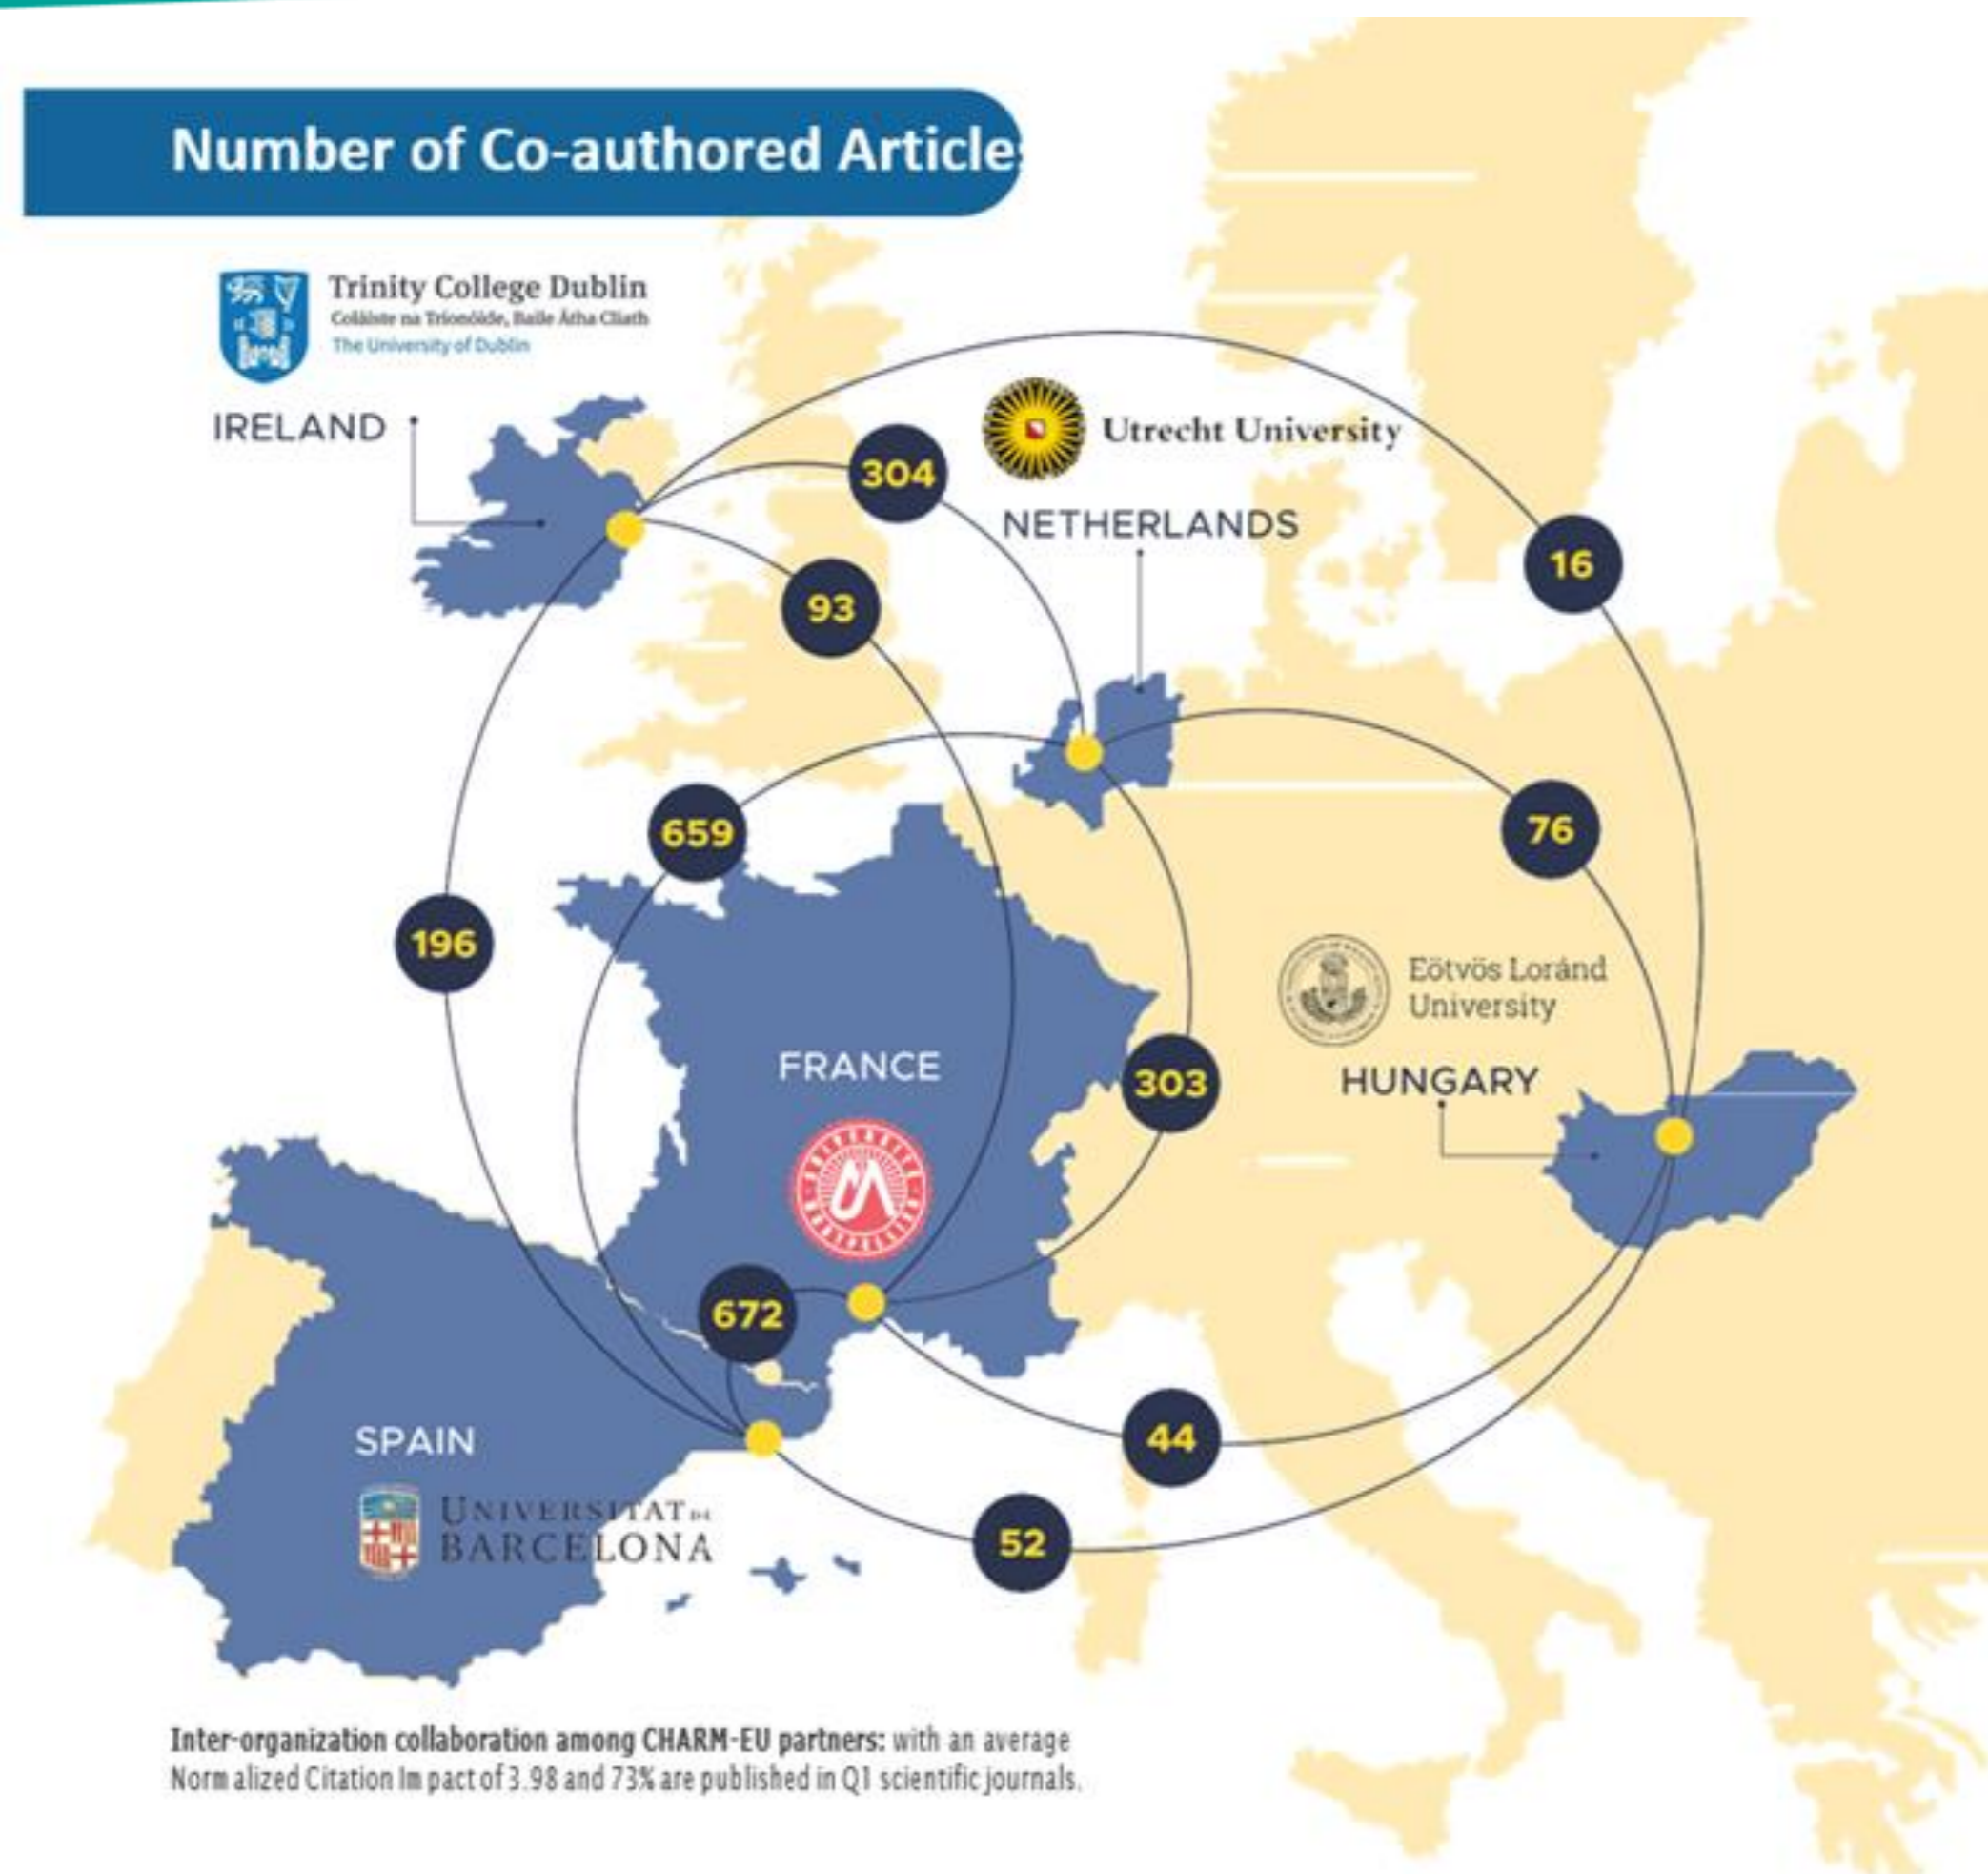 Number of Co-authored Article
Trinity College Dublin
Coláiste na Tríonóide, Baile Átha Cliath
The University of Dublin
IRELAND
Utrecht University
NETHERLANDS
304
16
93
659
76
196
Eötvös Loránd
University
HUNGARY
FRANCE
303
672
44
SPAIN
UNIVERSITAT DE
BARCELONA
52
Inter-organization collaboration among CHARM-EU partners: with an average
Normalized Citation Impact of 3.98 and 73% are published in Q1 scientific journals.